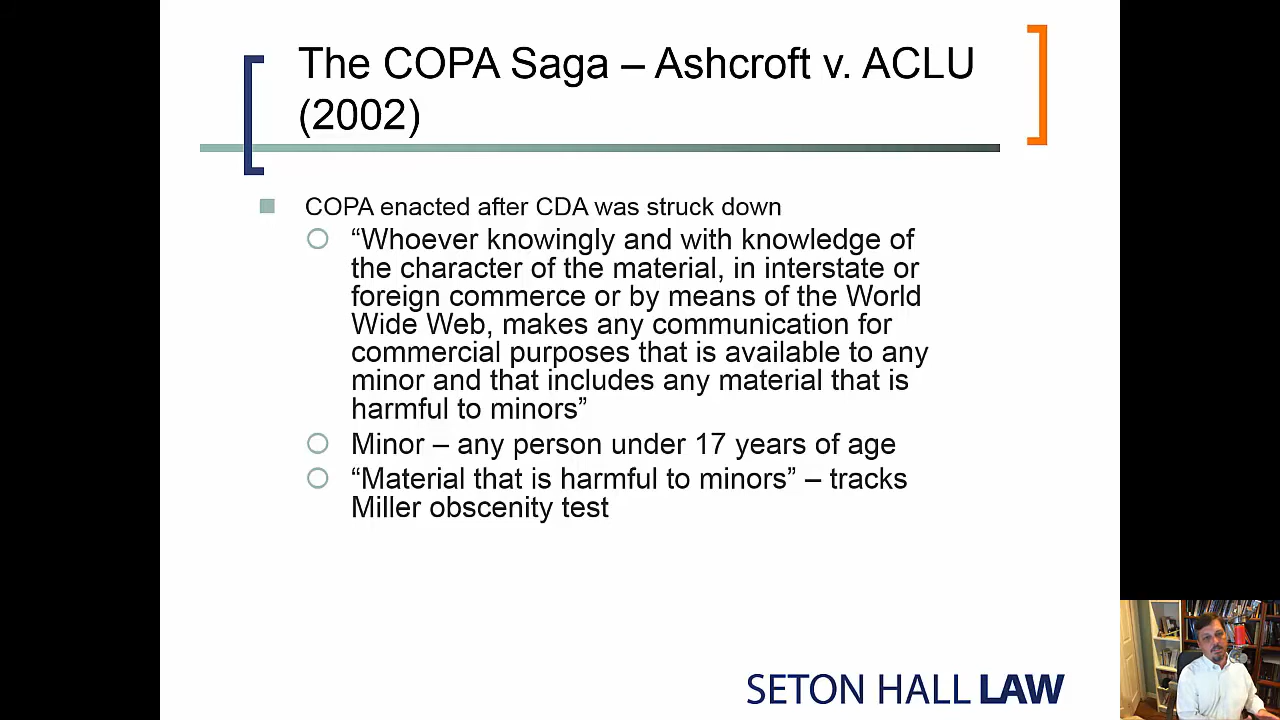 The COPA Saga – Ashcroft v. ACLU
(2002)
COPA enacted after CDA was struck down
“Whoever knowingly and with knowledge of
the character of the material, in interstate or
foreign commerce or by means of the World
Wide Web, makes any communication for
commercial purposes that is available to any
minor and that includes any material that is
harmful to minors”
Minor – any person under 17 years of age
“Material that is harmful to minors” – tracks
Miller obscenity test
SETON HALL LAW